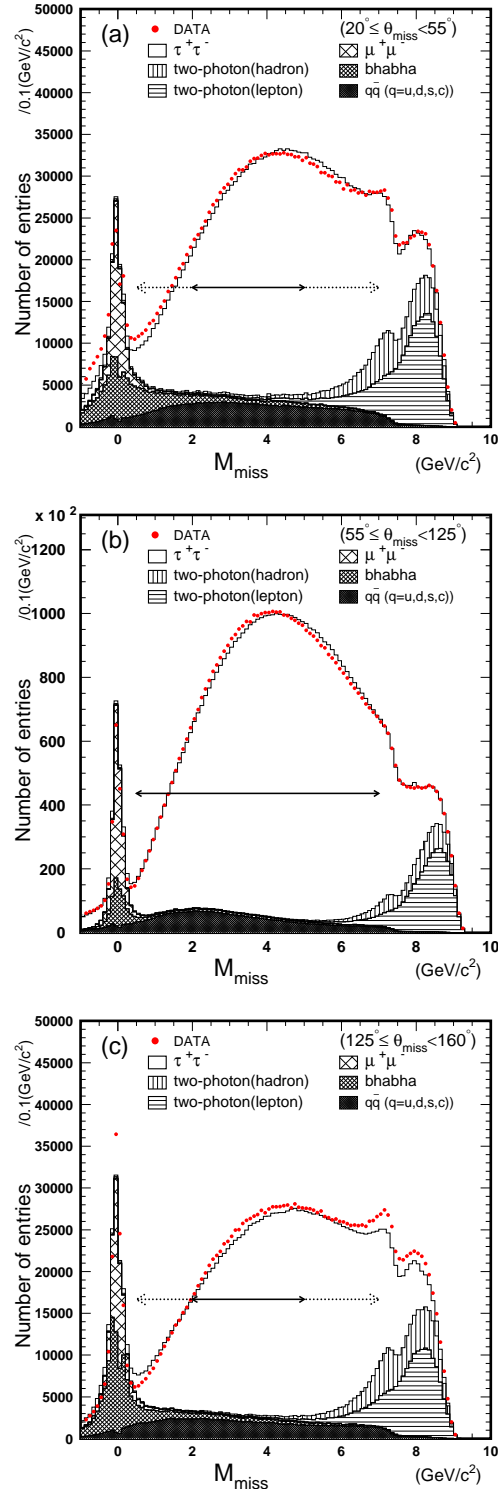 (a)
DATA
(20° ≤ θmiss<55°)
τ+τ-
μ+μ-
two-photon(hadron)
bhabha
two-photon(lepton)
qq̄ (q=u,d,s,c))
/0.1(GeV/c²)
Number of entries
50000
45000
40000
35000
30000
25000
20000
15000
10000
5000
0
0 2 4 6 8 10
Mmiss
(GeV/c²)
x 10²
(b)
DATA
(55° ≤ θmiss<125°)
τ+τ-
μ+μ-
two-photon(hadron)
bhabha
two-photon(lepton)
qq̄ (q=u,d,s,c))
/0.1(GeV/c²)
Number of entries
1200
1000
800
600
400
200
0
0 2 4 6 8 10
Mmiss
(GeV/c²)
(c)
DATA
(125° ≤ θmiss<160°)
τ+τ-
μ+μ-
two-photon(hadron)
bhabha
two-photon(lepton)
qq̄ (q=u,d,s,c))
/0.1(GeV/c²)
Number of entries
50000
45000
40000
35000
30000
25000
20000
15000
10000
5000
0
0 2 4 6 8 10
Mmiss
(GeV/c²)